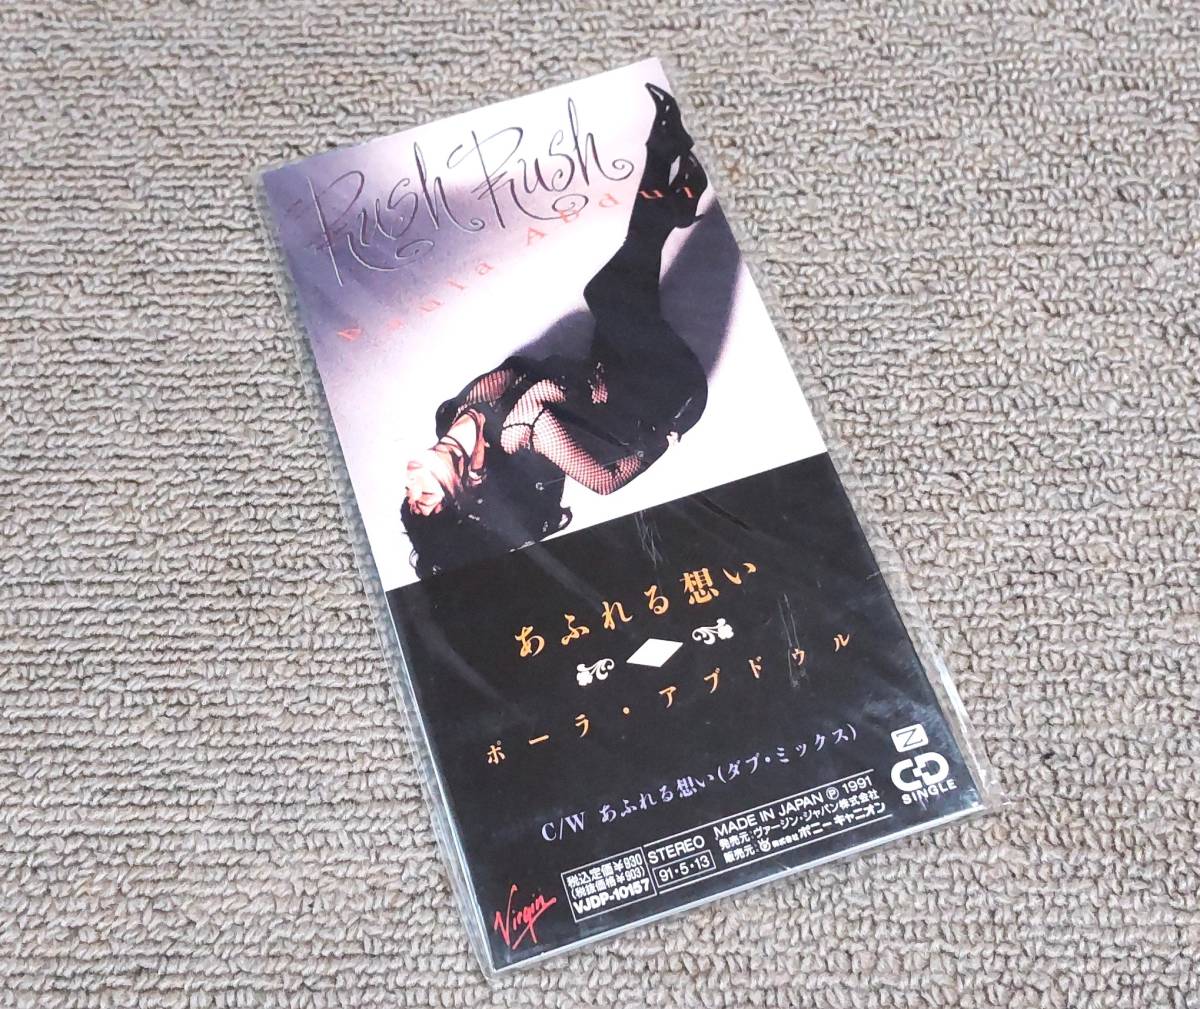 Rush Rush
Paula Abdul
あふれる想い
ポーラ・アブドゥル
C/W あふれる想い(ダブ・ミックス)
N
CD
SINGLE
税込定価¥930
(税抜価格¥903)
VJDP-10157
STEREO
91・5・13
MADE IN JAPAN Ⓟ 1991
発売元:ヴァージン・ジャパン株式会社
販売元:株式会社ポニーキャニオン
Virgin